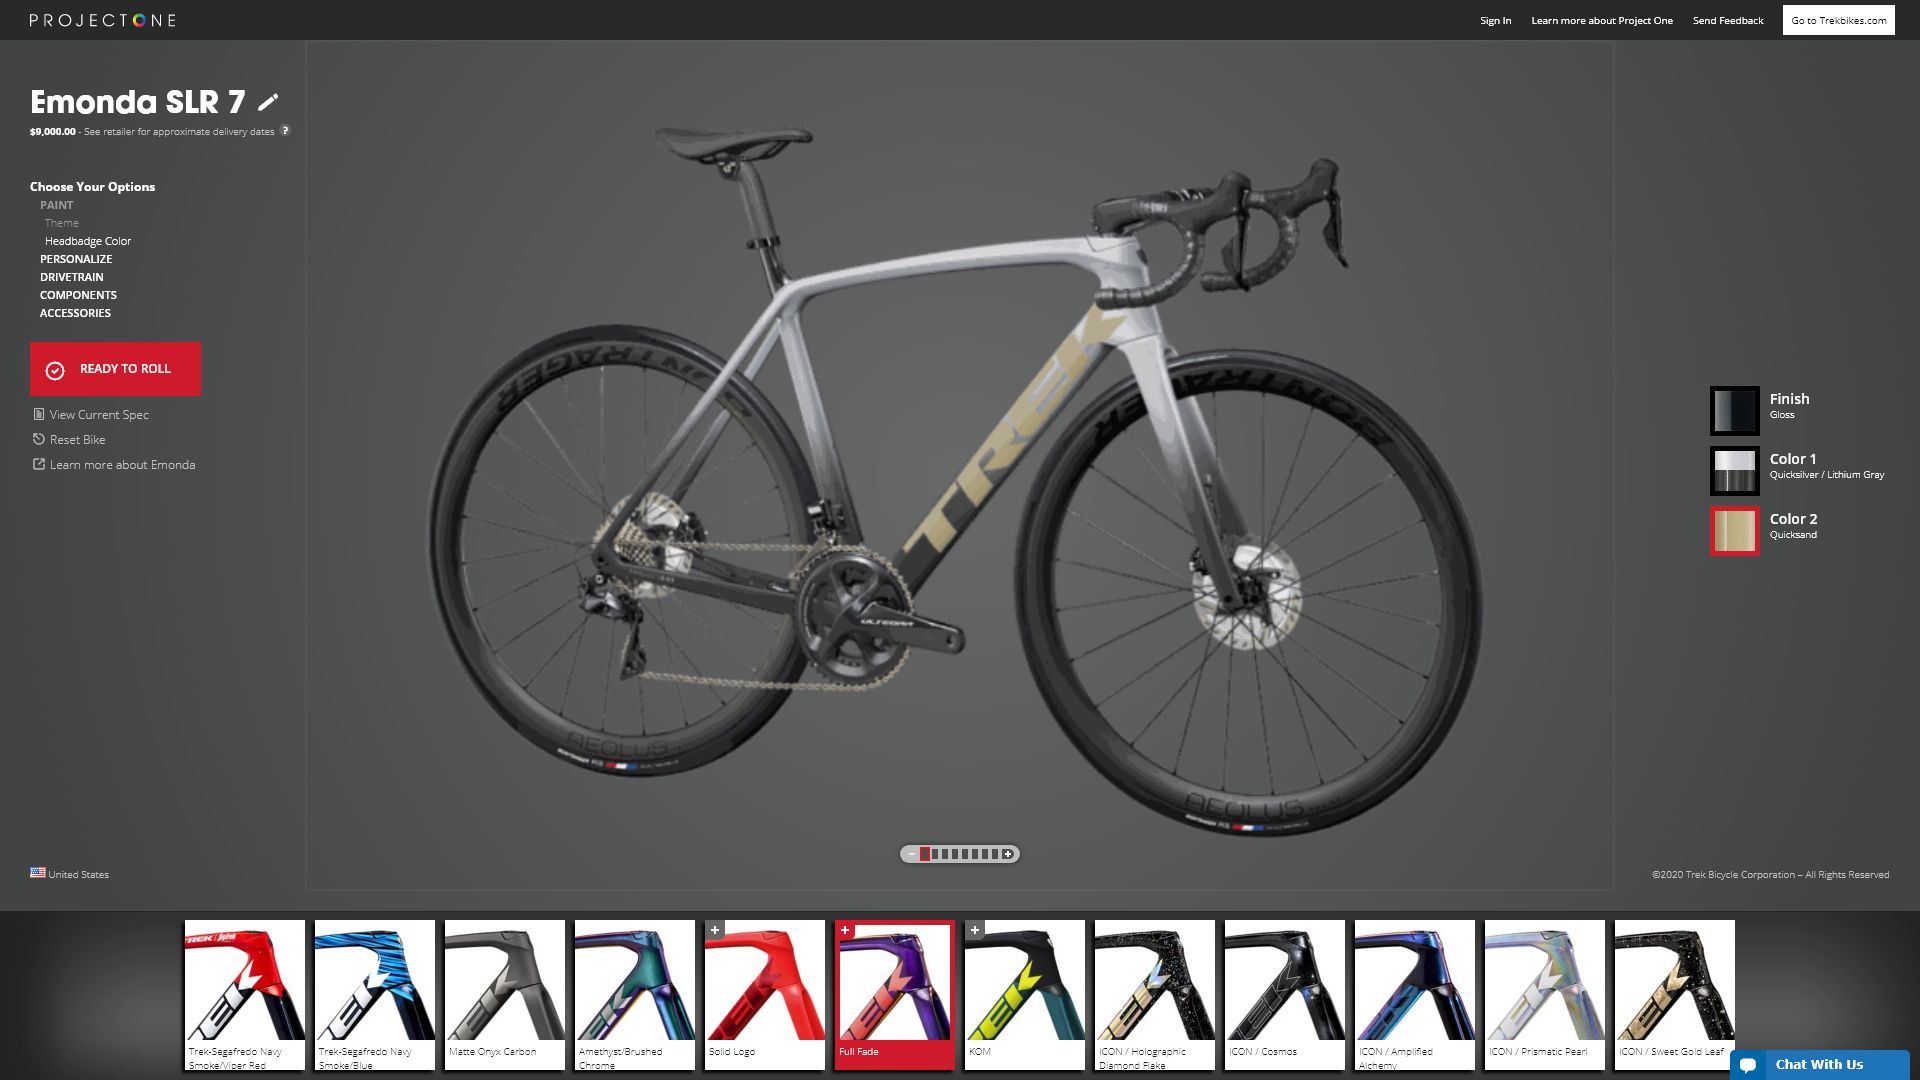 PROJECT ONE
Sign In
Learn more about Project One
Send Feedback
Go to Trekbikes.com
Emonda SLR 7
$9,000.00 - See retailer for approximate delivery dates ?
Choose Your Options
PAINT
Theme
Headbadge Color
PERSONALIZE
DRIVETRAIN
COMPONENTS
ACCESSORIES
READY TO ROLL
View Current Spec
Reset Bike
Learn more about Emonda
BONTRAGER
BONTRAGER
TREK
ULTEGRA
AEOLUS
AEOLUS
Finish
Gloss
Color 1
Quicksilver / Lithium Gray
Color 2
Quicksand
United States
©2020 Trek Bicycle Corporation – All Rights Reserved
Trek-Segafredo Navy
Smoke/Viper Red
Trek-Segafredo Navy
Smoke/Blue
Matte Onyx Carbon
Amethyst/Brushed
Chrome
Solid Logo
Full Fade
KOM
ICON / Holographic
Diamond Flake
ICON / Cosmos
ICON / Amplified
Alchemy
ICON / Prismatic Pearl
ICON / Sweet Gold Leaf
Chat With Us